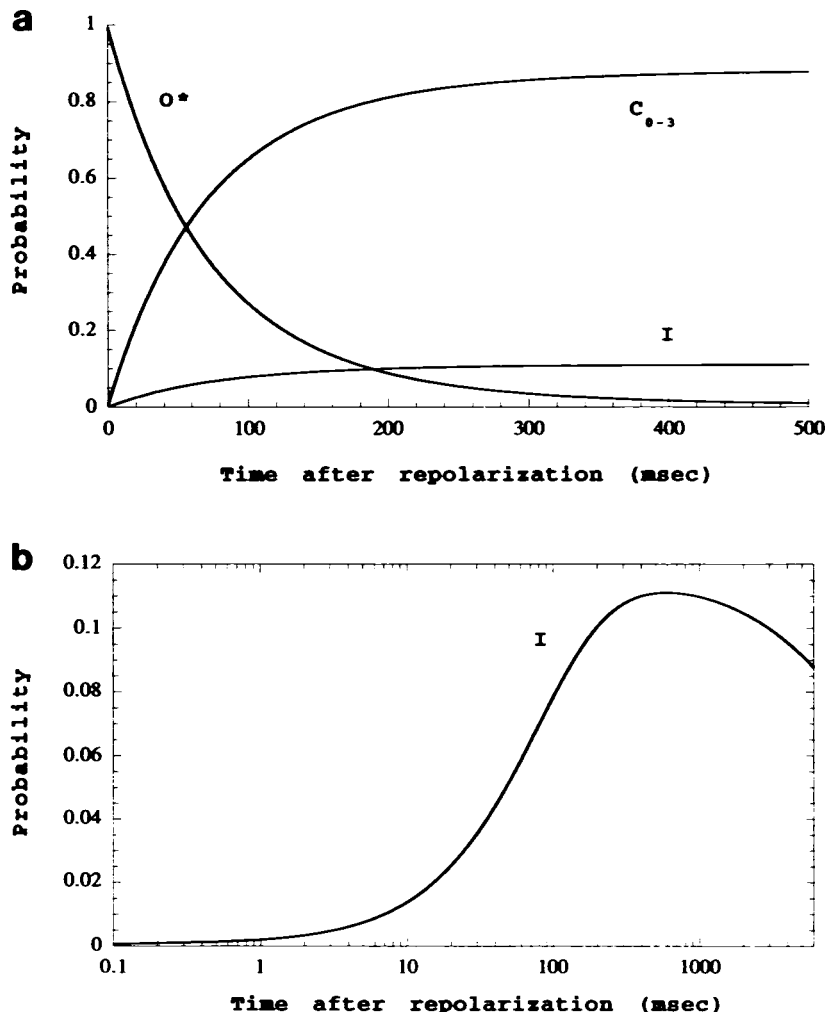 a
1
0.8
0.6
0.4
0.2
0
O*
C₀₋₃
I
Probability
0 100 200 300 400 500
Time after repolarization (msec)
b
0.12
0.1
0.08
0.06
0.04
0.02
0
I
Probability
0.1 1 10 100 1000
Time after repolarization (msec)